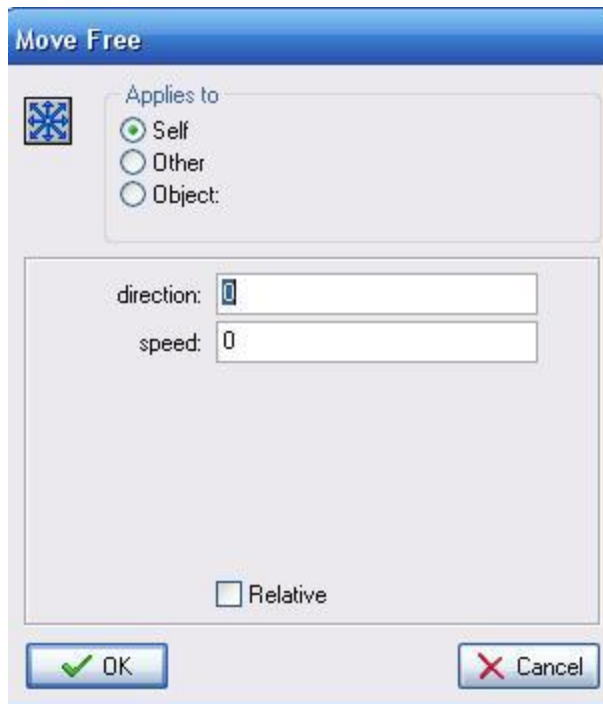 Move Free
Applies to
Self
Other
Object:
direction: 0
speed: 0
Relative
OK
Cancel